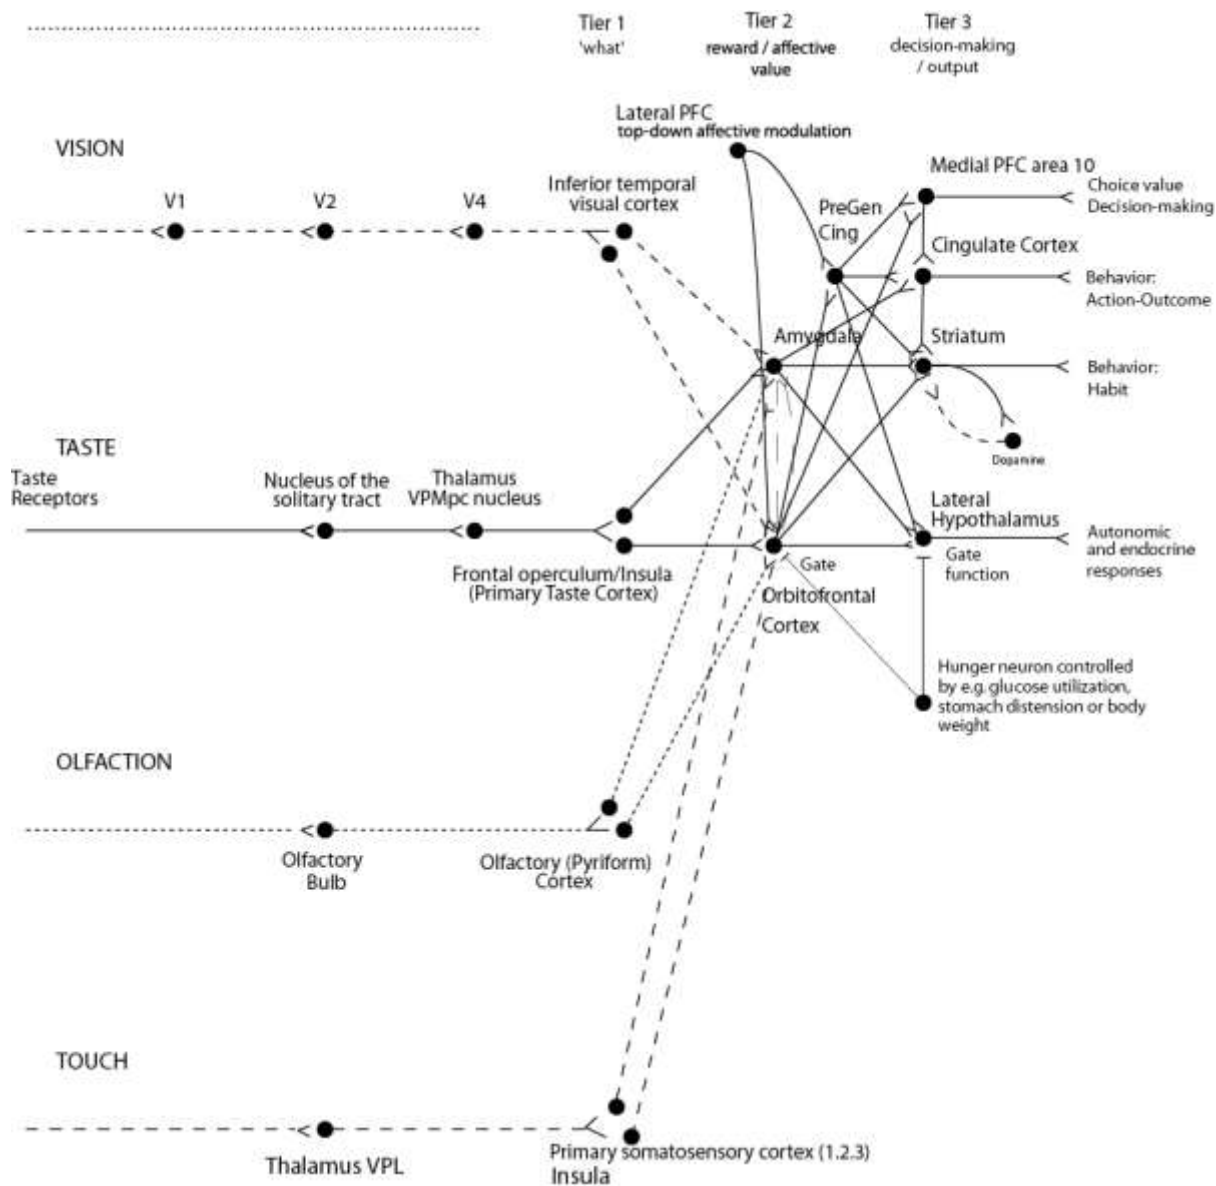 Tier 1
'what'
Tier 2
reward / affective
value
Tier 3
decision-making
/ output
Lateral PFC
top-down affective modulation
VISION
V1
V2
V4
Inferior temporal
visual cortex
PreGen
Cing
Medial PFC area 10
Choice value
Decision-making
Cingulate Cortex
Behavior:
Action-Outcome
Amygdala
Striatum
Behavior:
Habit
Dopamine
TASTE
Taste
Receptors
Nucleus of the
solitary tract
Thalamus
VPMpc nucleus
Frontal operculum/Insula
(Primary Taste Cortex)
Gate
Orbitofrontal
Cortex
Lateral
Hypothalamus
Gate
function
Autonomic
and endocrine
responses
Hunger neuron controlled
by e.g. glucose utilization,
stomach distension or body
weight
OLFACTION
Olfactory
Bulb
Olfactory (Pyriform)
Cortex
TOUCH
Thalamus VPL
Primary somatosensory cortex (1.2.3)
Insula